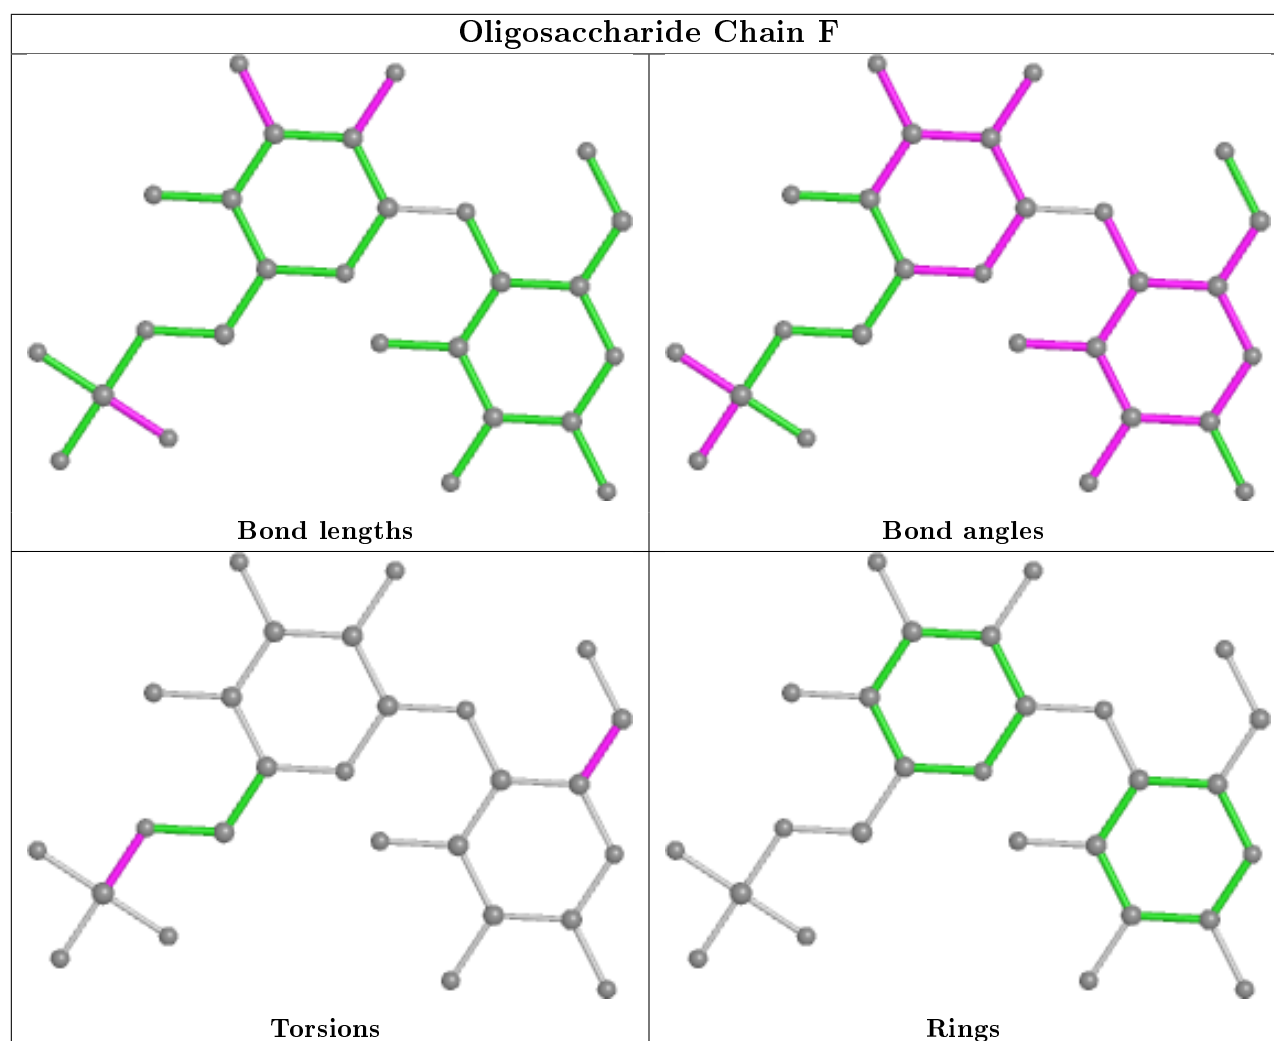 Oligosaccharide Chain F
Bond lengths
Bond angles
Torsions
Rings